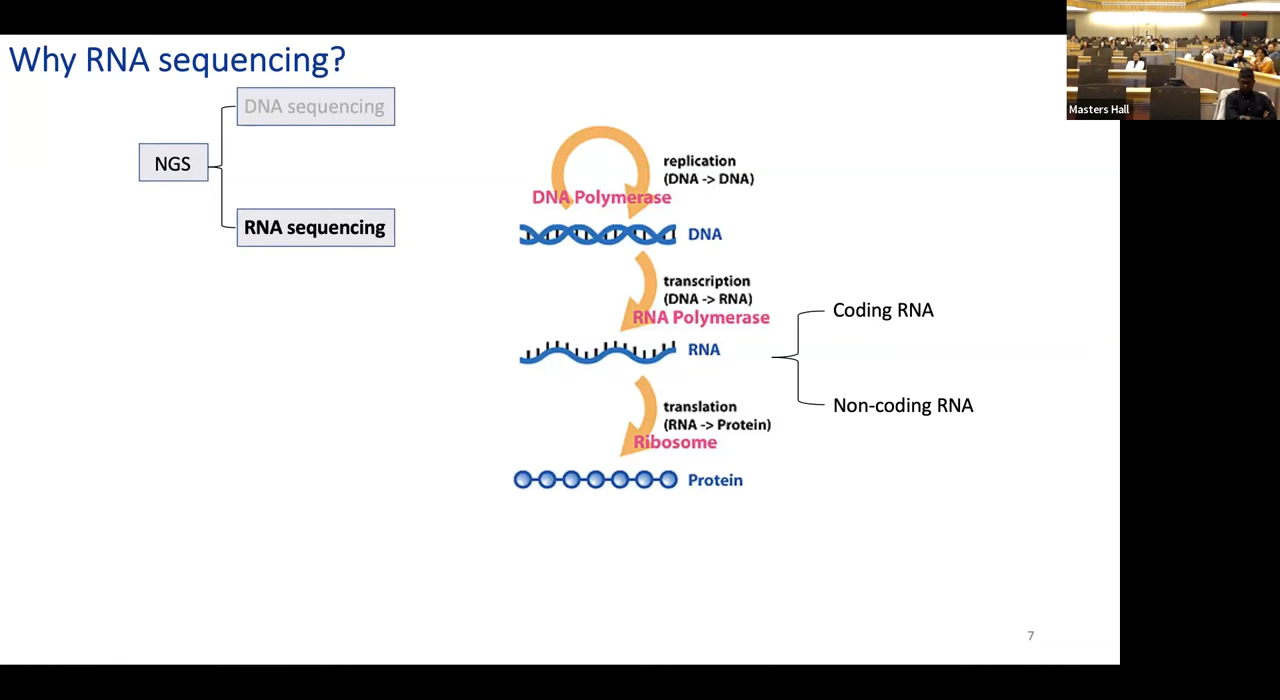 Why RNA sequencing?
DNA sequencing
NGS
RNA sequencing
replication
(DNA -> DNA)
DNA Polymerase
DNA
transcription
(DNA -> RNA)
RNA Polymerase
RNA
Coding RNA
Non-coding RNA
translation
(RNA -> Protein)
Ribosome
Protein
7
Masters Hall